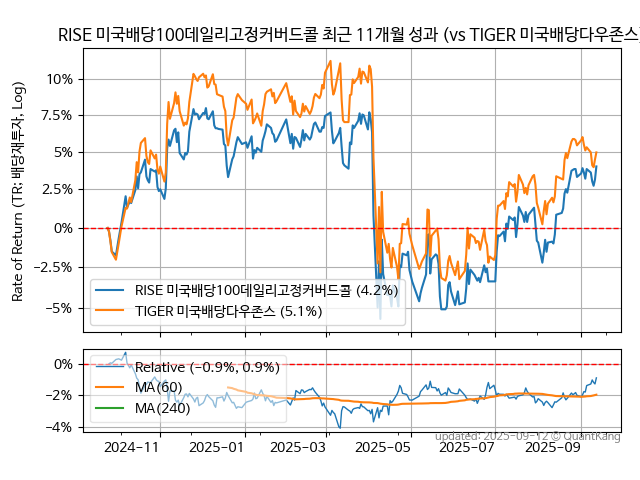 RISE 미국배당100데일리고정커버드콜 최근 11개월 성과 (vs TIGER 미국배당다우존스)
Rate of Return (TR: 배당재투자, Log)
10%
7.5%
5%
2.5%
0%
−2.5%
−5%
RISE 미국배당100데일리고정커버드콜 (4.2%)
TIGER 미국배당다우존스 (5.1%)
0%
−2%
−4%
Relative (−0.9%, 0.9%)
MA(60)
MA(240)
updated: 2025-09-12 © QuantKang
2024−11
2025−01
2025−03
2025−05
2025−07
2025−09